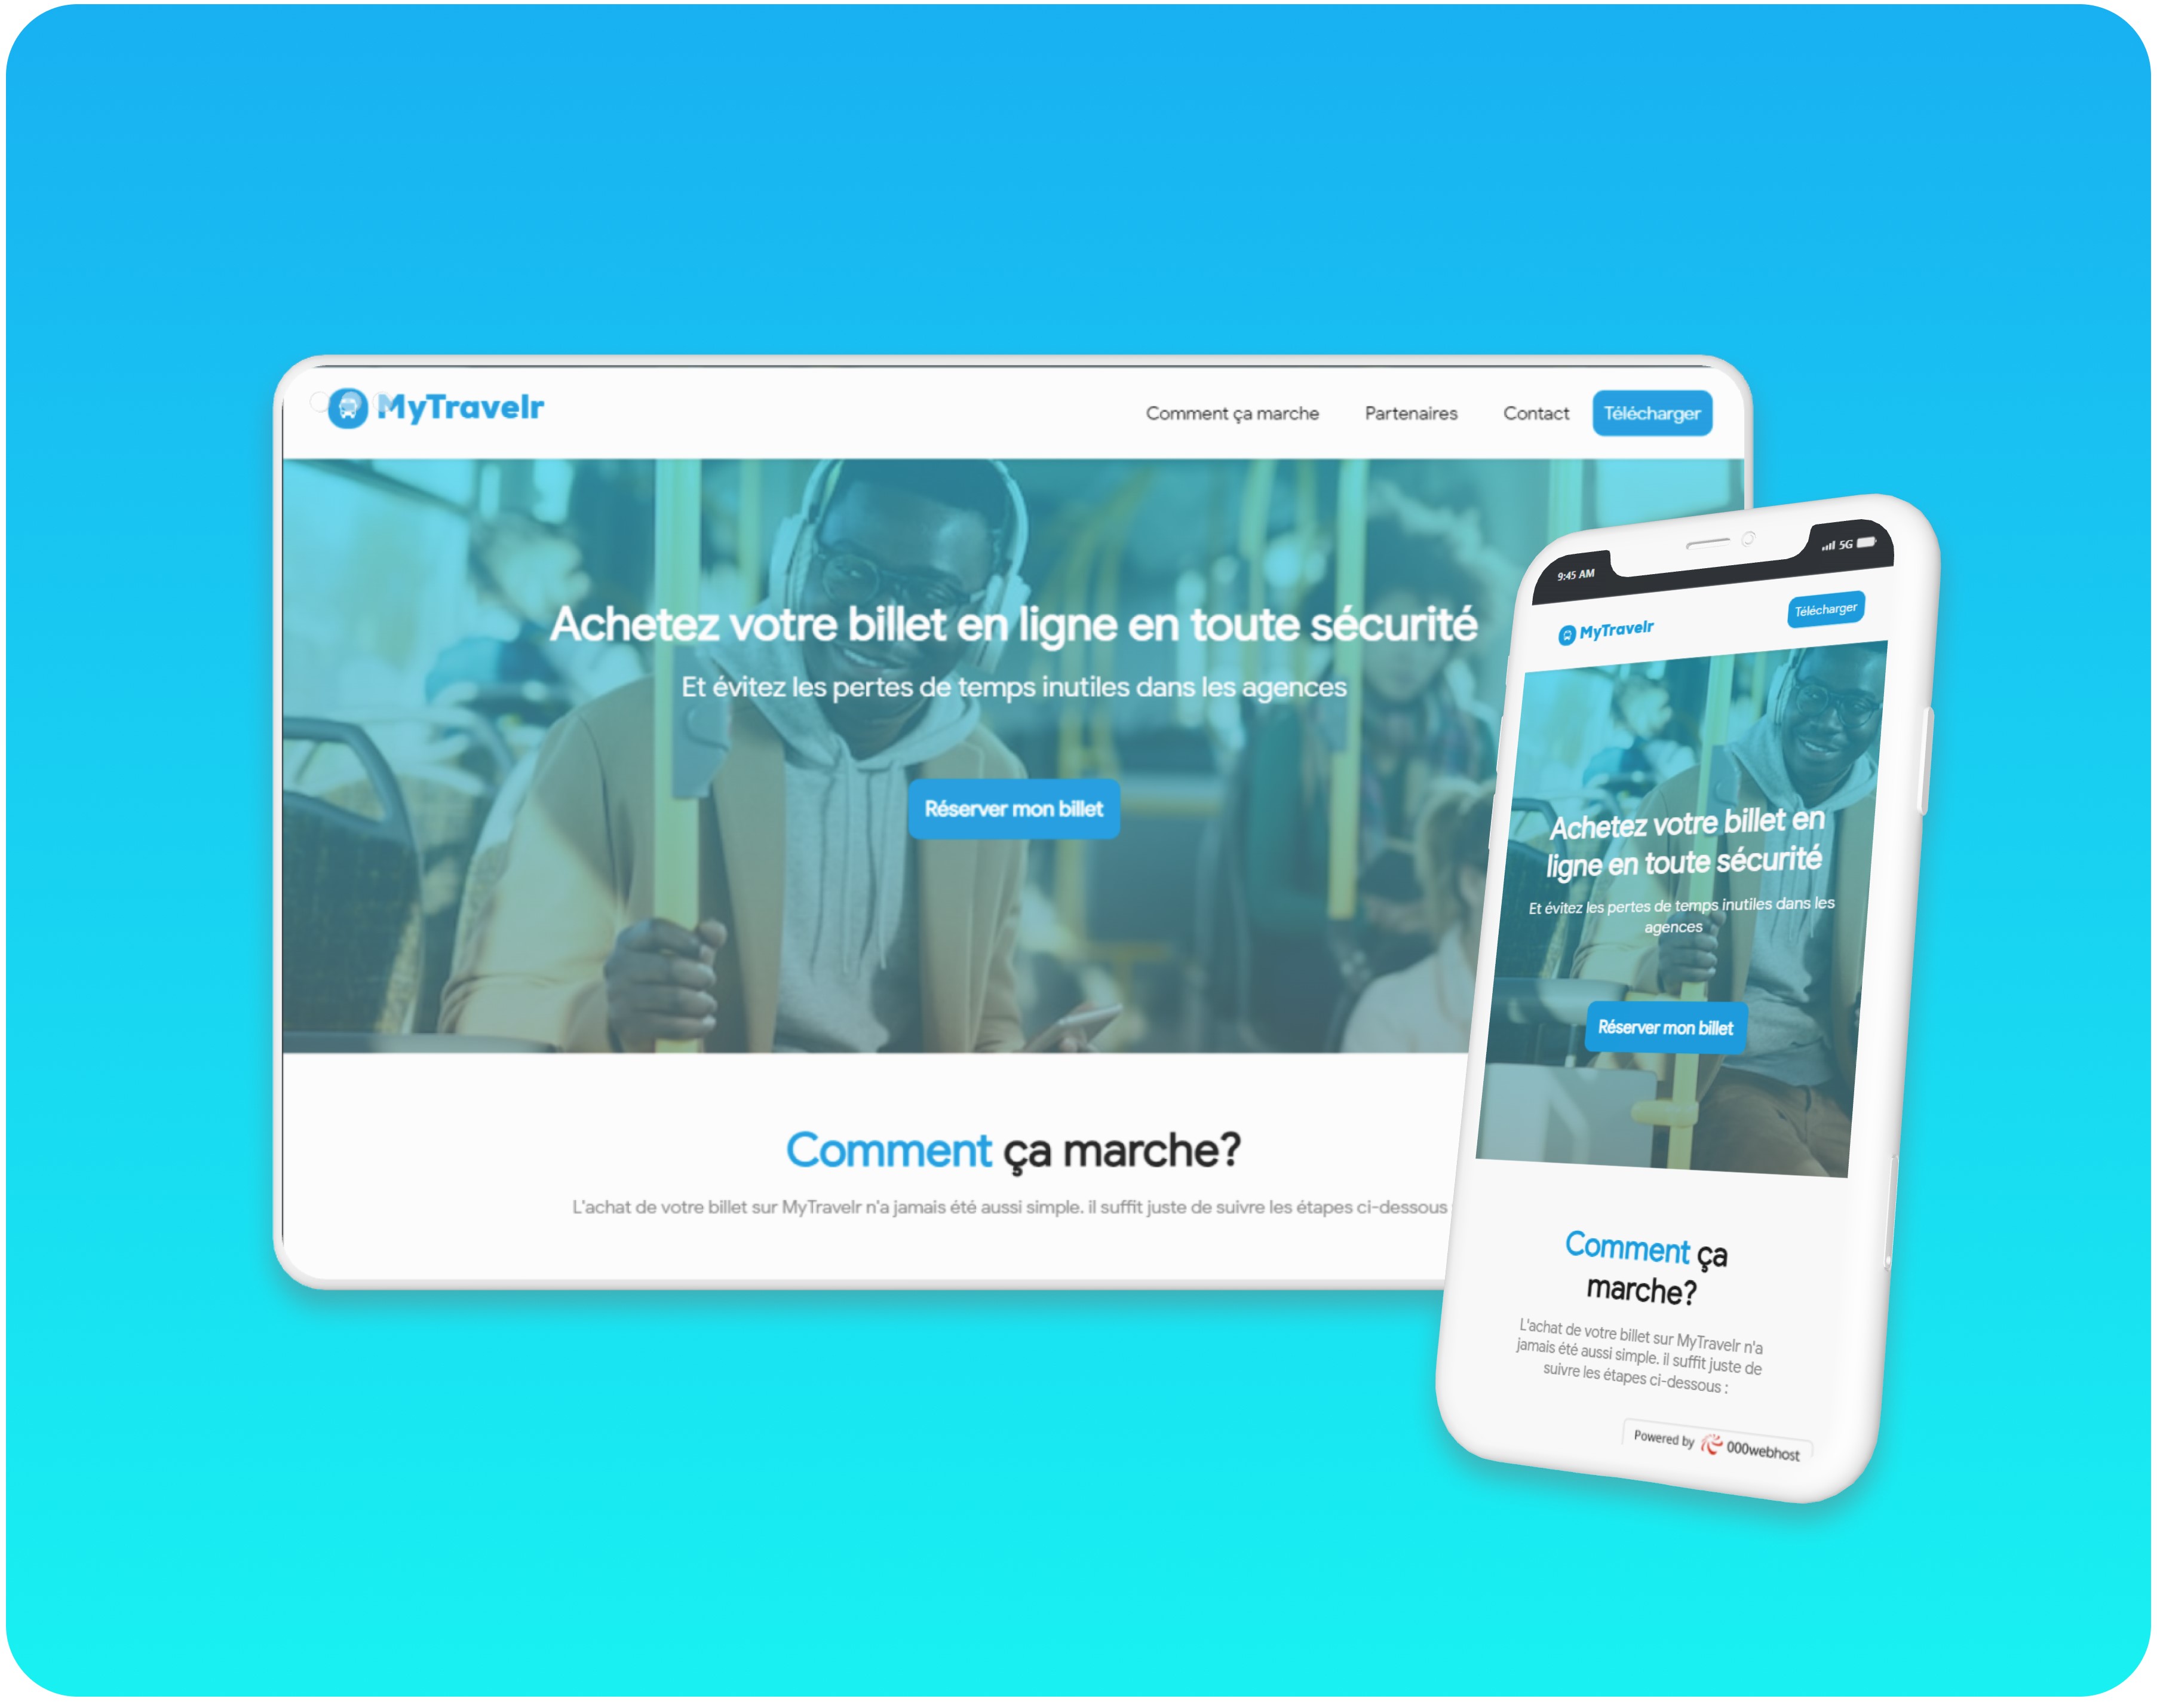 MyTravelr
Comment ça marche
Partenaires
Contact
Télécharger
Achetez votre billet en ligne en toute sécurité
Et évitez les pertes de temps inutiles dans les agences
Réserver mon billet
Comment ça marche?
L'achat de votre billet sur MyTravelr n'a jamais été aussi simple. il suffit juste de suivre les étapes ci-dessous
9:45 AM
5G
MyTravelr
Télécharger
Achetez votre billet en
ligne en toute sécurité
Et évitez les pertes de temps inutiles dans les
agences
Réserver mon billet
Comment ça
marche?
L'achat de votre billet sur MyTravelr n'a
jamais été aussi simple. il suffit juste de
suivre les étapes ci-dessous :
Powered by 000webhost